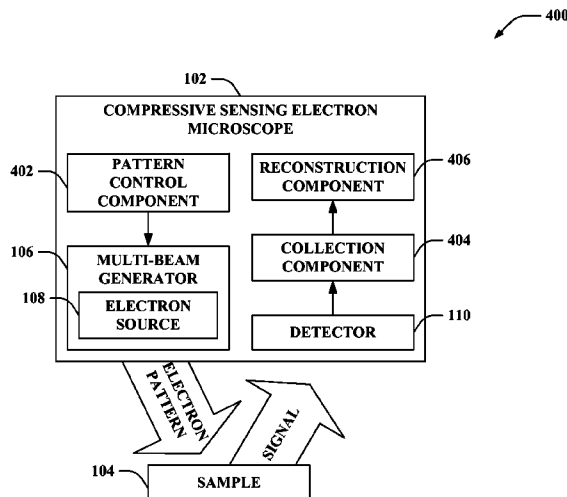 400
102
COMPRESSIVE SENSING ELECTRON
MICROSCOPE
402
PATTERN
CONTROL
COMPONENT
RECONSTRUCTION
COMPONENT
406
106
MULTI-BEAM
GENERATOR
COLLECTION
COMPONENT
404
108
ELECTRON
SOURCE
DETECTOR
110
ELECTRON
PATTERN
SIGNAL
104
SAMPLE